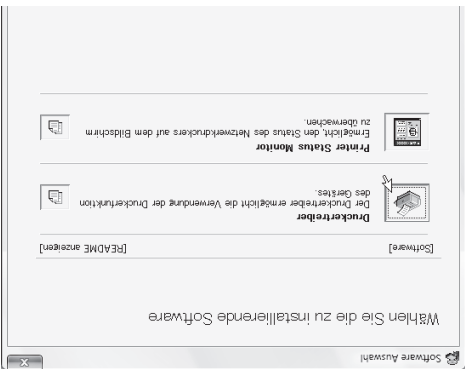 Software Auswahl
X
Wählen Sie die zu installierende Software
[Software] [README anzeigen]
Druckertreiber
Der Druckertreiber ermöglicht die Verwendung der Druckerfunktion
des Gerätes.
Printer Status Monitor
Ermöglicht, den Status des Netzwerkdruckers auf dem Bildschirm
zu überwachen.